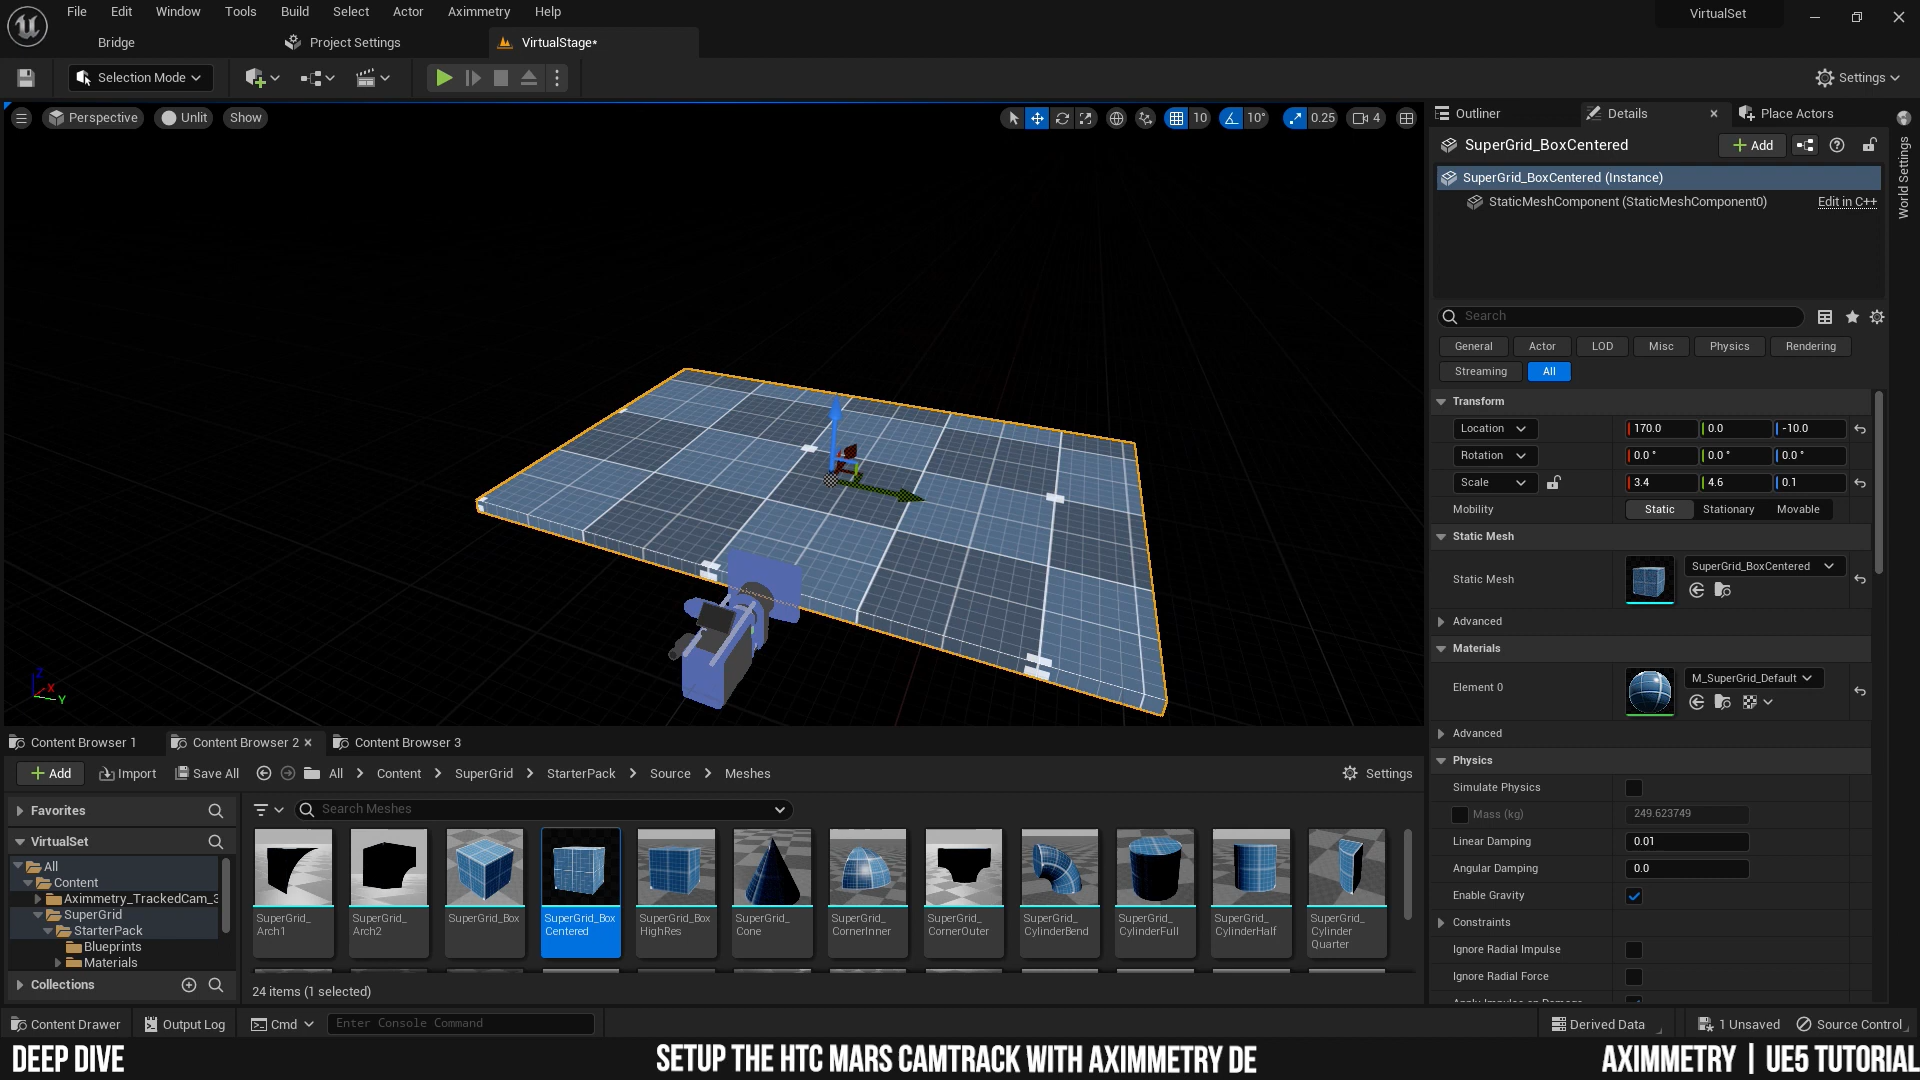 File Edit Window Tools Build Select Actor Aximmetry Help
VirtualSet
Bridge Project Settings VirtualStage*
Selection Mode
Settings
Perspective Unlit Show
10 10° 0.25 4
Outliner Details Place Actors
World Settings
SuperGrid_BoxCentered
Add
SuperGrid_BoxCentered (Instance)
StaticMeshComponent (StaticMeshComponent0) Edit in C++
Search
General Actor LOD Misc Physics Rendering
Streaming All
Transform
Location 170.0 0.0 -10.0
Rotation 0.0 ° 0.0 ° 0.0 °
Scale 3.4 4.6 0.1
Mobility Static Stationary Movable
Static Mesh
Static Mesh SuperGrid_BoxCentered
Advanced
Materials
Element 0 M_SuperGrid_Default
Advanced
Physics
Simulate Physics
Mass (kg) 249.623749
Linear Damping 0.01
Angular Damping 0.0
Enable Gravity
Constraints
Ignore Radial Impulse
Ignore Radial Force
Z X Y
Content Browser 1 Content Browser 2 Content Browser 3
Add Import Save All All Content SuperGrid StarterPack Source Meshes Settings
Favorites
Search Meshes
VirtualSet
All
Content
Aximmetry_TrackedCam_3
SuperGrid
StarterPack
Blueprints
Materials
Collections
SuperGrid_
Arch1
SuperGrid_
Arch2
SuperGrid_Box
SuperGrid_Box
Centered
SuperGrid_Box
HighRes
SuperGrid_
Cone
SuperGrid_
CornerInner
SuperGrid_
CornerOuter
SuperGrid_
CylinderBend
SuperGrid_
CylinderFull
SuperGrid_
CylinderHalf
SuperGrid_
Cylinder
Quarter
24 items (1 selected)
Content Drawer Output Log Cmd Enter Console Command Derived Data 1 Unsaved Source Control
DEEP DIVE
SETUP THE HTC MARS CAMTRACK WITH AXIMMETRY DE
AXIMMETRY | UE5 TUTORIAL